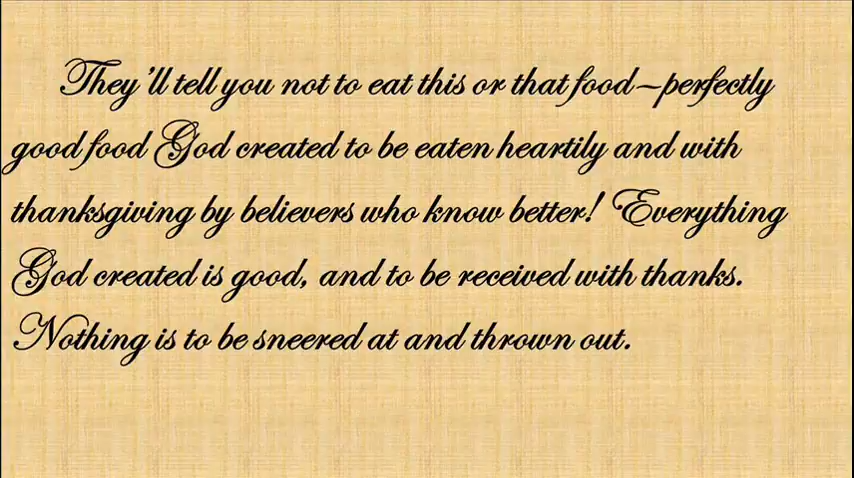 They'll tell you not to eat this or that food—perfectly
good food God created to be eaten heartily and with
thanksgiving by believers who know better! Everything
God created is good, and to be received with thanks.
Nothing is to be sneered at and thrown out.